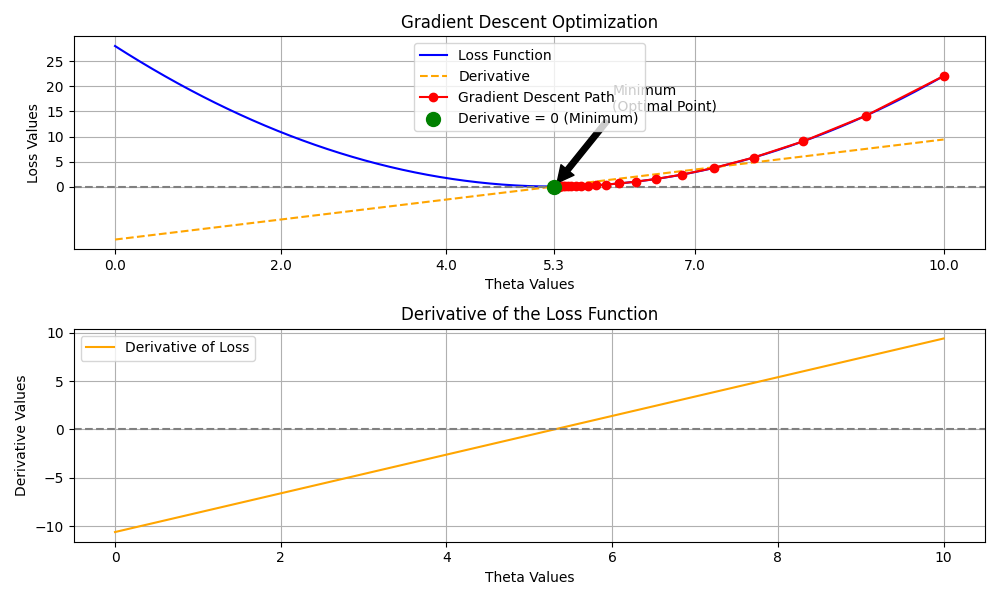 Gradient Descent Optimization
Loss Function
Derivative
Gradient Descent Path
Derivative = 0 (Minimum)
Minimum
(Optimal Point)
Loss Values
25
20
15
10
5
0
0.0
2.0
4.0
5.3
7.0
10.0
Theta Values
Derivative of the Loss Function
Derivative of Loss
Derivative Values
10
5
0
−5
−10
0
2
4
6
8
10
Theta Values